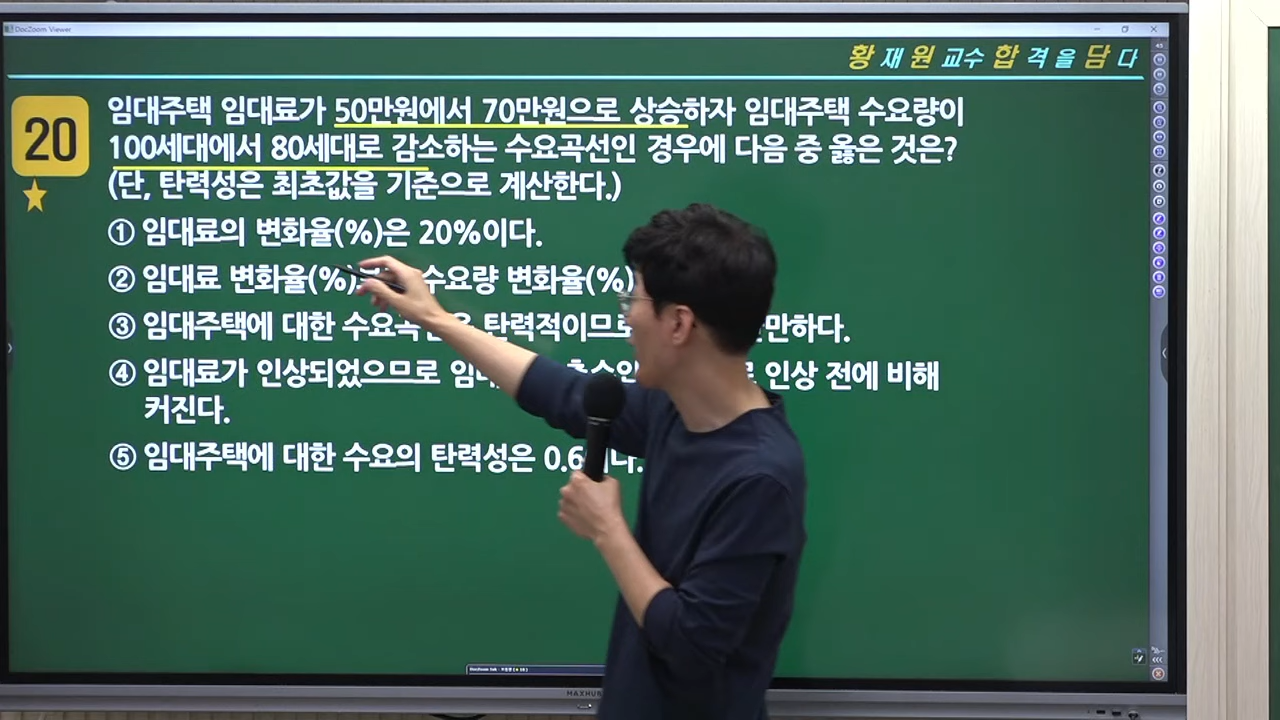 DocZoom Viewer
황재원 교수 합격을 담다
20
임대주택 임대료가 50만원에서 70만원으로 상승하자 임대주택 수요량이
100세대에서 80세대로 감소하는 수요곡선인 경우에 다음 중 옳은 것은?
(단, 탄력성은 최초값을 기준으로 계산한다.)
① 임대료의 변화율(%)은 20%이다.
② 임대료 변화율(%) 수요량 변화율(%)
③ 임대주택에 대한 탄력적이므로
④ 임대료가 인상되었으므로 인상 전에 비해
커진다.
⑤ 임대주택에 대한 수요의 탄력성은